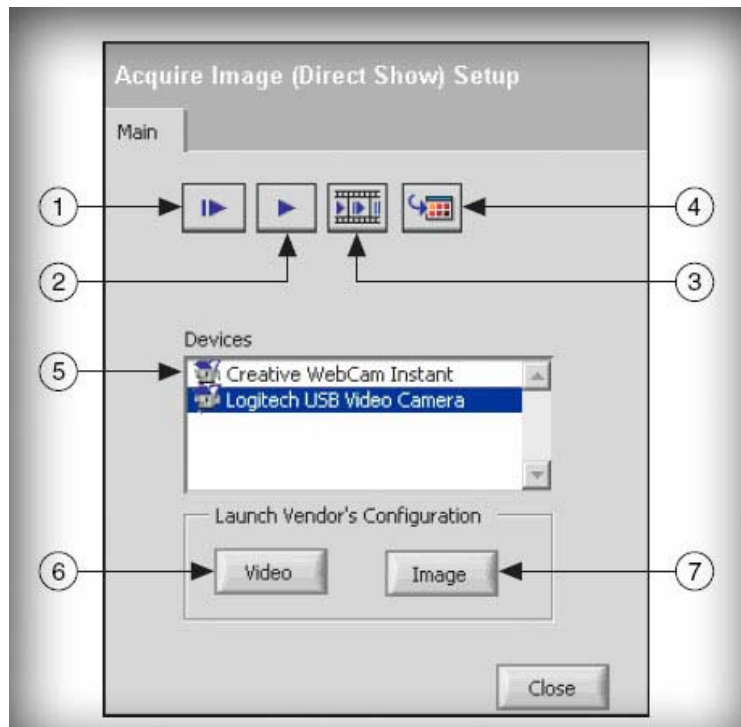 Acquire Image (Direct Show) Setup
Main
1
4
2
3
Devices
5
Creative WebCam Instant
Logitech USB Video Camera
Launch Vendor's Configuration
6
Video
Image
7
Close